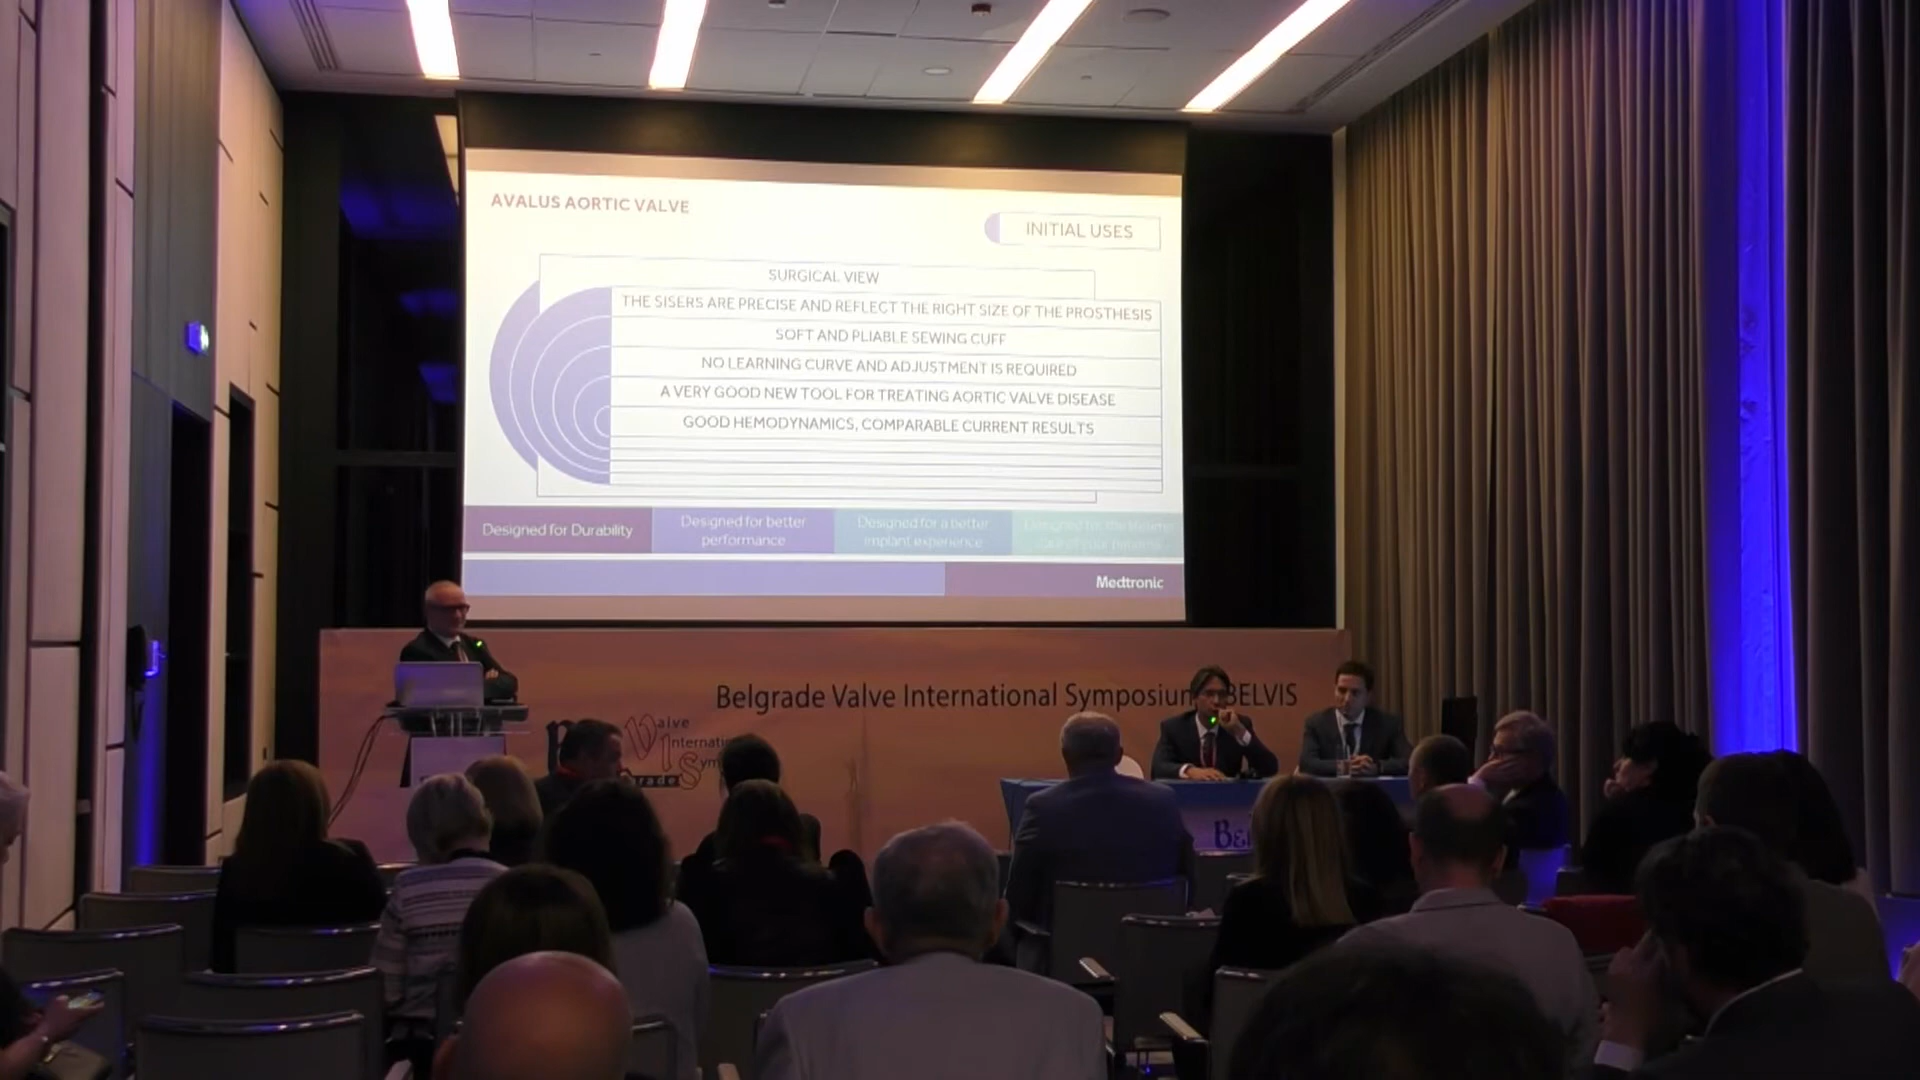 AVALUS AORTIC VALVE
INITIAL USES
SURGICAL VIEW
THE SISERS ARE PRECISE AND REFLECT THE RIGHT SIZE OF THE PROSTHESIS
SOFT AND PLIABLE SEWING CUFF
NO LEARNING CURVE AND ADJUSTMENT IS REQUIRED
A VERY GOOD NEW TOOL FOR TREATING AORTIC VALVE DISEASE
GOOD HEMODYNAMICS, COMPARABLE CURRENT RESULTS
Designed for Durability
Designed for better
performance
Designed for a better
implant experience
Medtronic
Belgrade Valve International Symposium BELVIS
Valve